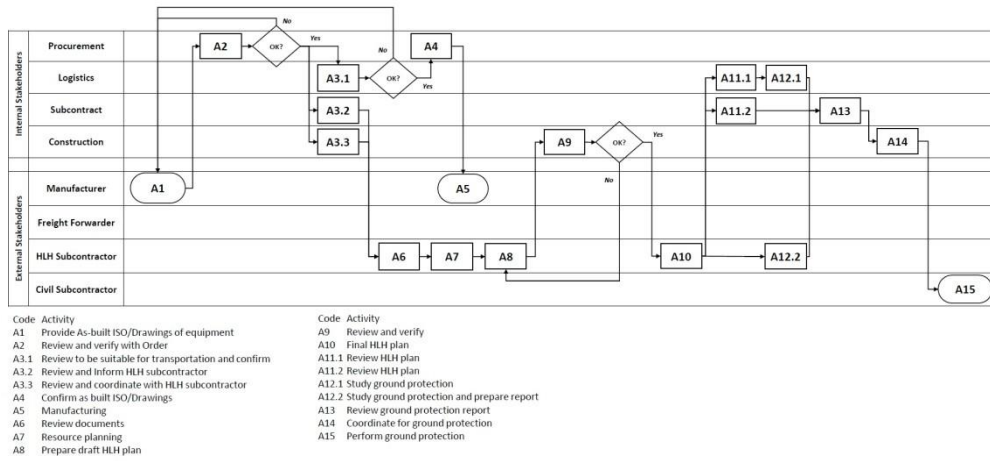 No
No
Procurement
A2
OK?
Yes
A4
Logistics
A3.1
OK?
Yes
A11.1
A12.1
Internal Stakeholders
Subcontract
A3.2
A11.2
A13
Construction
A3.3
A9
OK?
Yes
A14
Manufacturer
A1
A5
No
External Stakeholders
Freight Forwarder
HLH Subcontractor
A6
A7
A8
A10
A12.2
Civil Subcontractor
A15
Code Activity
A1 Provide As-built ISO/Drawings of equipment
A2 Review and verify with Order
A3.1 Review to be suitable for transportation and confirm
A3.2 Review and Inform HLH subcontractor
A3.3 Review and coordinate with HLH subcontractor
A4 Confirm as built ISO/Drawings
A5 Manufacturing
A6 Review documents
A7 Resource planning
A8 Prepare draft HLH plan
Code Activity
A9 Review and verify
A10 Final HLH plan
A11.1 Review HLH plan
A11.2 Review HLH plan
A12.1 Study ground protection
A12.2 Study ground protection and prepare report
A13 Review ground protection report
A14 Coordinate for ground protection
A15 Perform ground protection